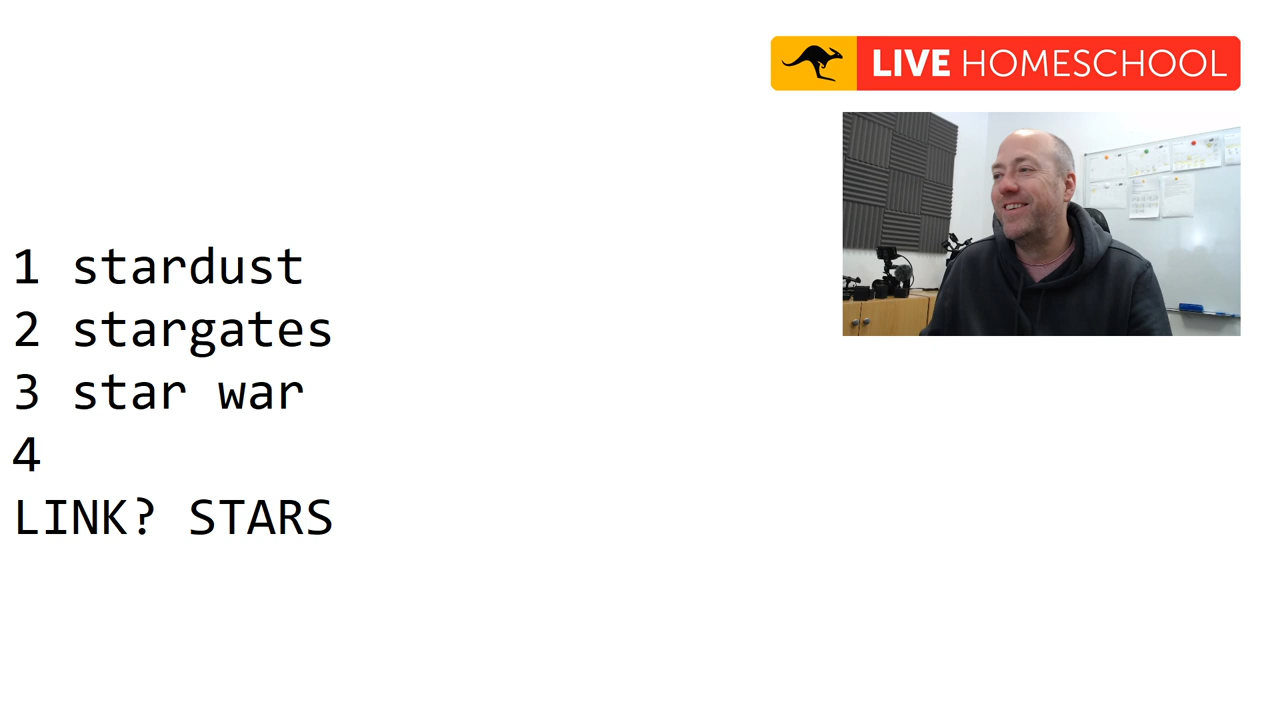 LIVE HOMESCHOOL
1 stardust
2 stargates
3 star war
4
LINK? STARS